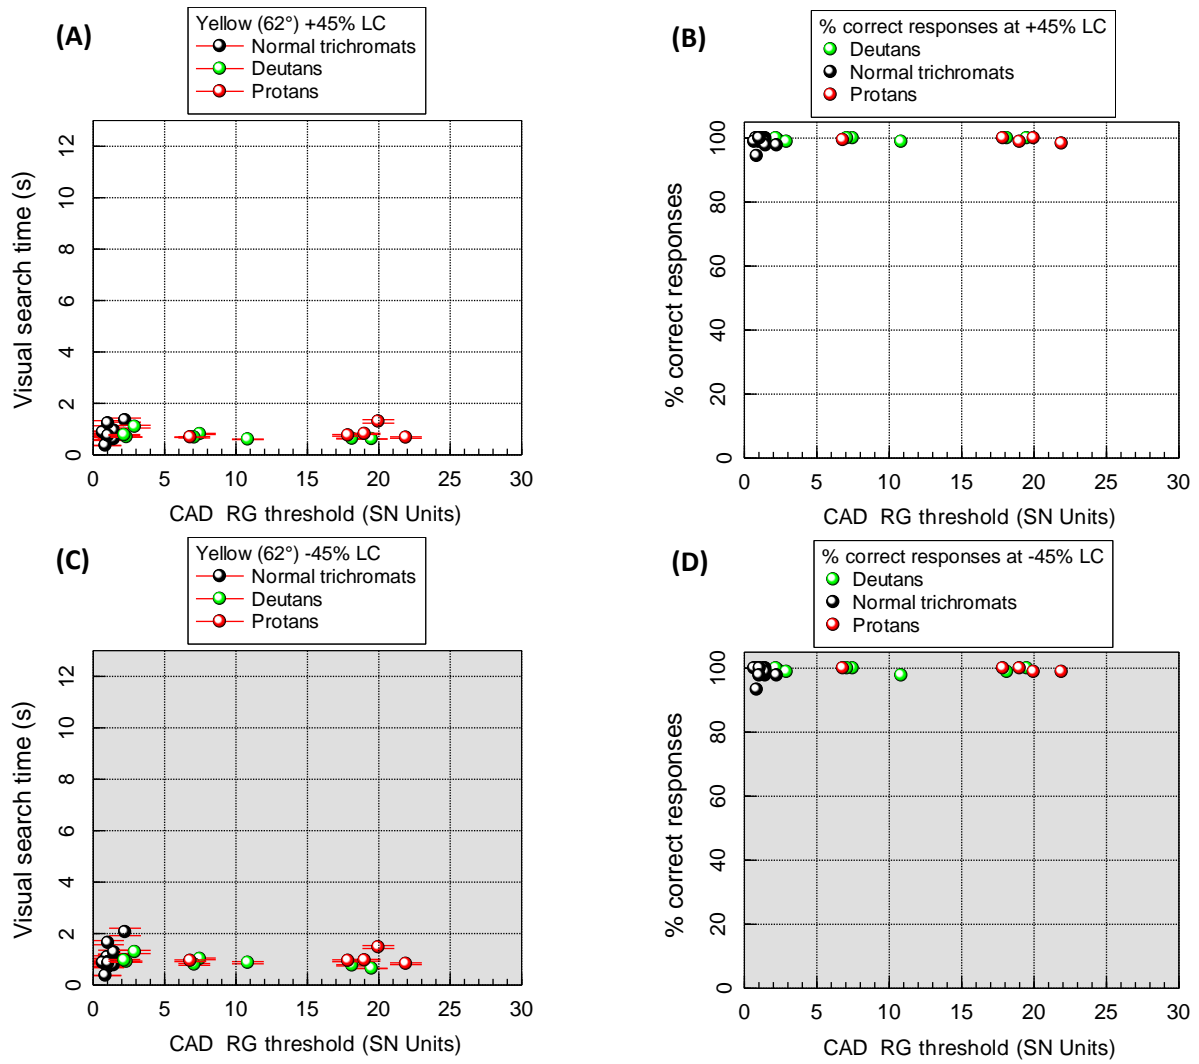 (A)
Yellow (62°) +45% LC
Normal trichromats
Deutans
Protans
Visual search time (s)
12
10
8
6
4
2
0
0 5 10 15 20 25 30
CAD RG threshold (SN Units)
(B)
% correct responses at +45% LC
Deutans
Normal trichromats
Protans
% correct responses
100
80
60
40
20
0
0 5 10 15 20 25 30
CAD RG threshold (SN Units)
(C)
Yellow (62°) -45% LC
Normal trichromats
Deutans
Protans
Visual search time (s)
12
10
8
6
4
2
0
0 5 10 15 20 25 30
CAD RG threshold (SN Units)
(D)
% correct responses at -45% LC
Deutans
Normal trichromats
Protans
% correct responses
100
80
60
40
20
0
0 5 10 15 20 25 30
CAD RG threshold (SN Units)